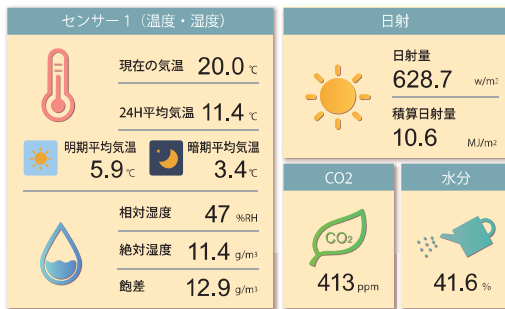 センサー1（温度・湿度）
現在の気温 20.0 ℃
24H平均気温 11.4 ℃
明期平均気温 5.9 ℃
暗期平均気温 3.4 ℃
相対湿度 47 %RH
絶対湿度 11.4 g/m³
飽差 12.9 g/m³
日射
日射量
628.7 w/m²
積算日射量
10.6 MJ/m²
CO2
CO₂
413 ppm
水分
41.6 %